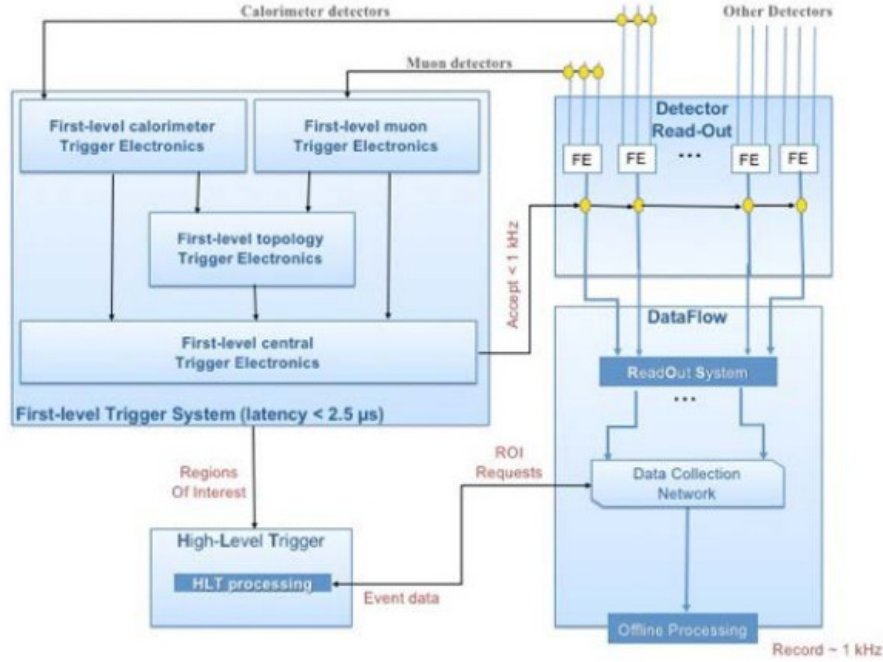 Calorimeter detectors
Other Detectors
Muon detectors
Detector
Read-Out
First-level calorimeter
Trigger Electronics
First-level muon
Trigger Electronics
FE
FE
...
FE
FE
First-level topology
Trigger Electronics
Accept < 1 kHz
First-level central
Trigger Electronics
First-level Trigger System (latency < 2.5 µs)
DataFlow
ReadOut System
...
Regions
Of Interest
ROI
Requests
Data Collection
Network
High-Level Trigger
HLT processing
Event data
Offline Processing
Record ~ 1 kHz